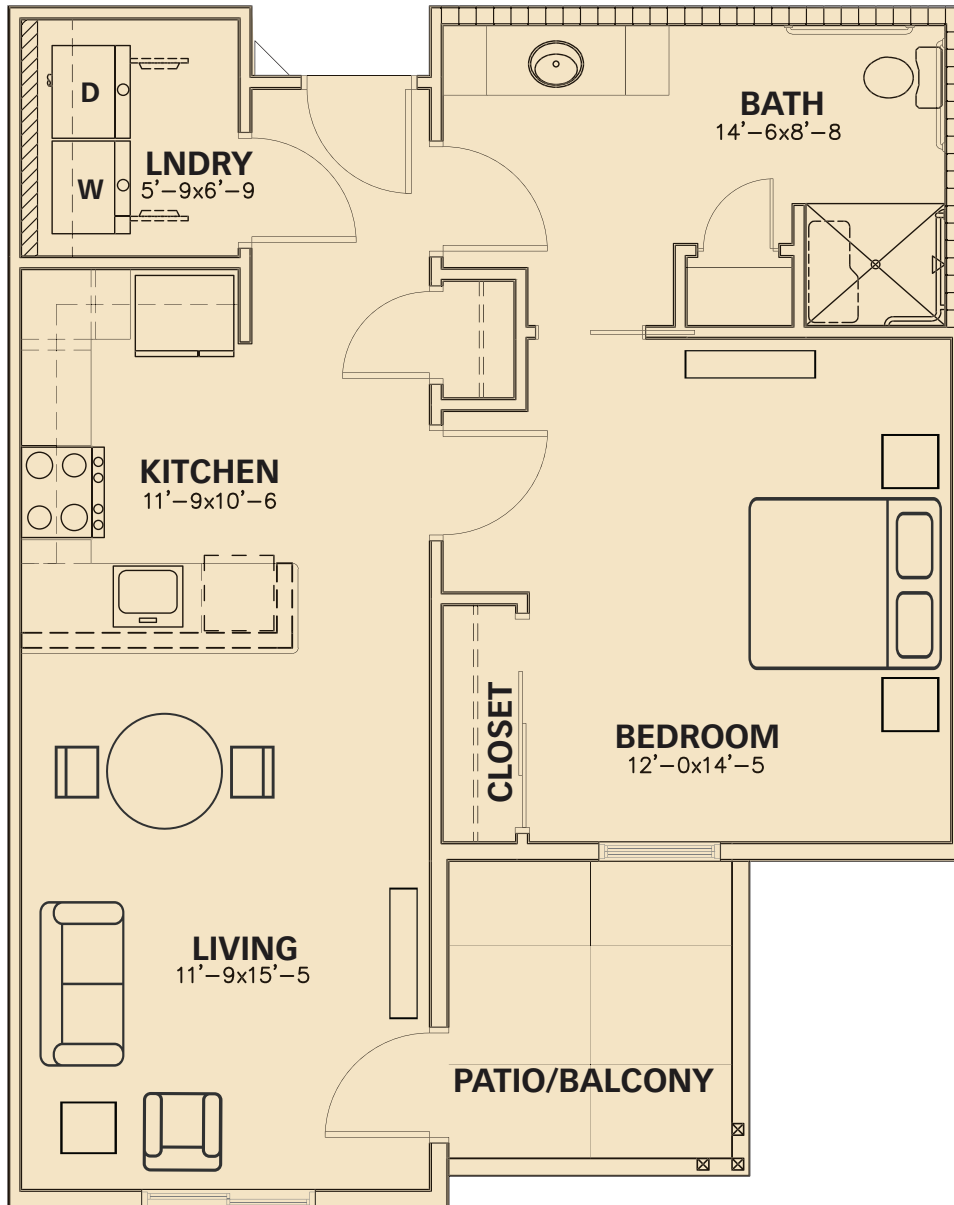 D
BATH
14'-6x8'-8
LNDRY
5'-9x6'-9
W
KITCHEN
11'-9x10'-6
CLOSET
BEDROOM
12'-0x14'-5
LIVING
11'-9x15'-5
PATIO/BALCONY